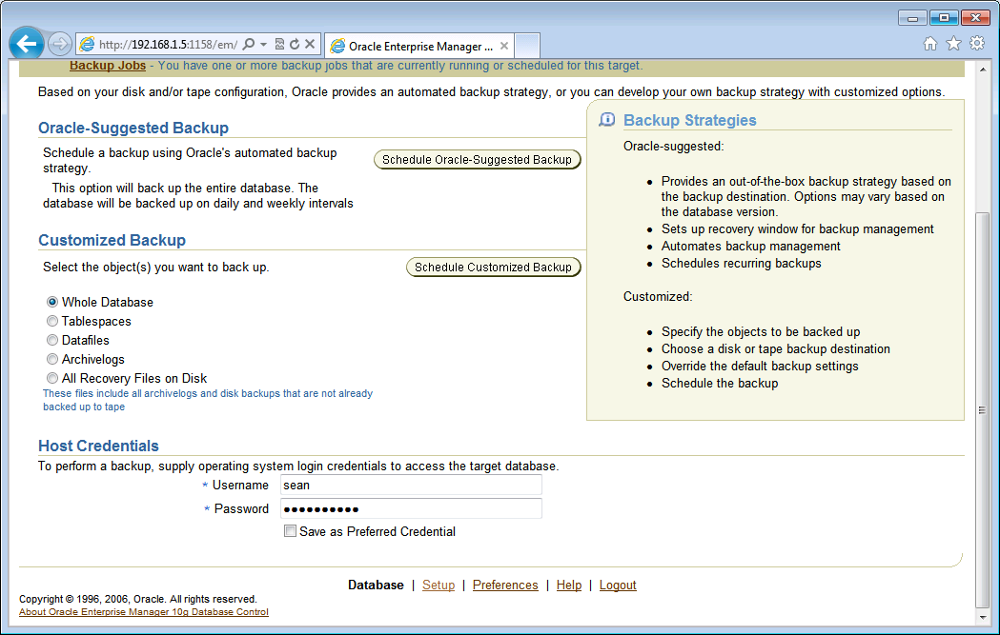 http://192.168.1.5:1158/em/
Oracle Enterprise Manager ...
Backup Jobs - You have one or more backup jobs that are currently running or scheduled for this target.
Based on your disk and/or tape configuration, Oracle provides an automated backup strategy, or you can develop your own backup strategy with customized options.
Oracle-Suggested Backup
Schedule a backup using Oracle's automated backup
strategy.
Schedule Oracle-Suggested Backup
This option will back up the entire database. The
database will be backed up on daily and weekly intervals
Customized Backup
Select the object(s) you want to back up.
Schedule Customized Backup
Whole Database
Tablespaces
Datafiles
Archivelogs
All Recovery Files on Disk
These files include all archivelogs and disk backups that are not already
backed up to tape
Backup Strategies
Oracle-suggested:
• Provides an out-of-the-box backup strategy based on
the backup destination. Options may vary based on
the database version.
• Sets up recovery window for backup management
• Automates backup management
• Schedules recurring backups
Customized:
• Specify the objects to be backed up
• Choose a disk or tape backup destination
• Override the default backup settings
• Schedule the backup
Host Credentials
To perform a backup, supply operating system login credentials to access the target database.
* Username sean
* Password ●●●●●●●●●●
Save as Preferred Credential
Database | Setup | Preferences | Help | Logout
Copyright © 1996, 2006, Oracle. All rights reserved.
About Oracle Enterprise Manager 10g Database Control